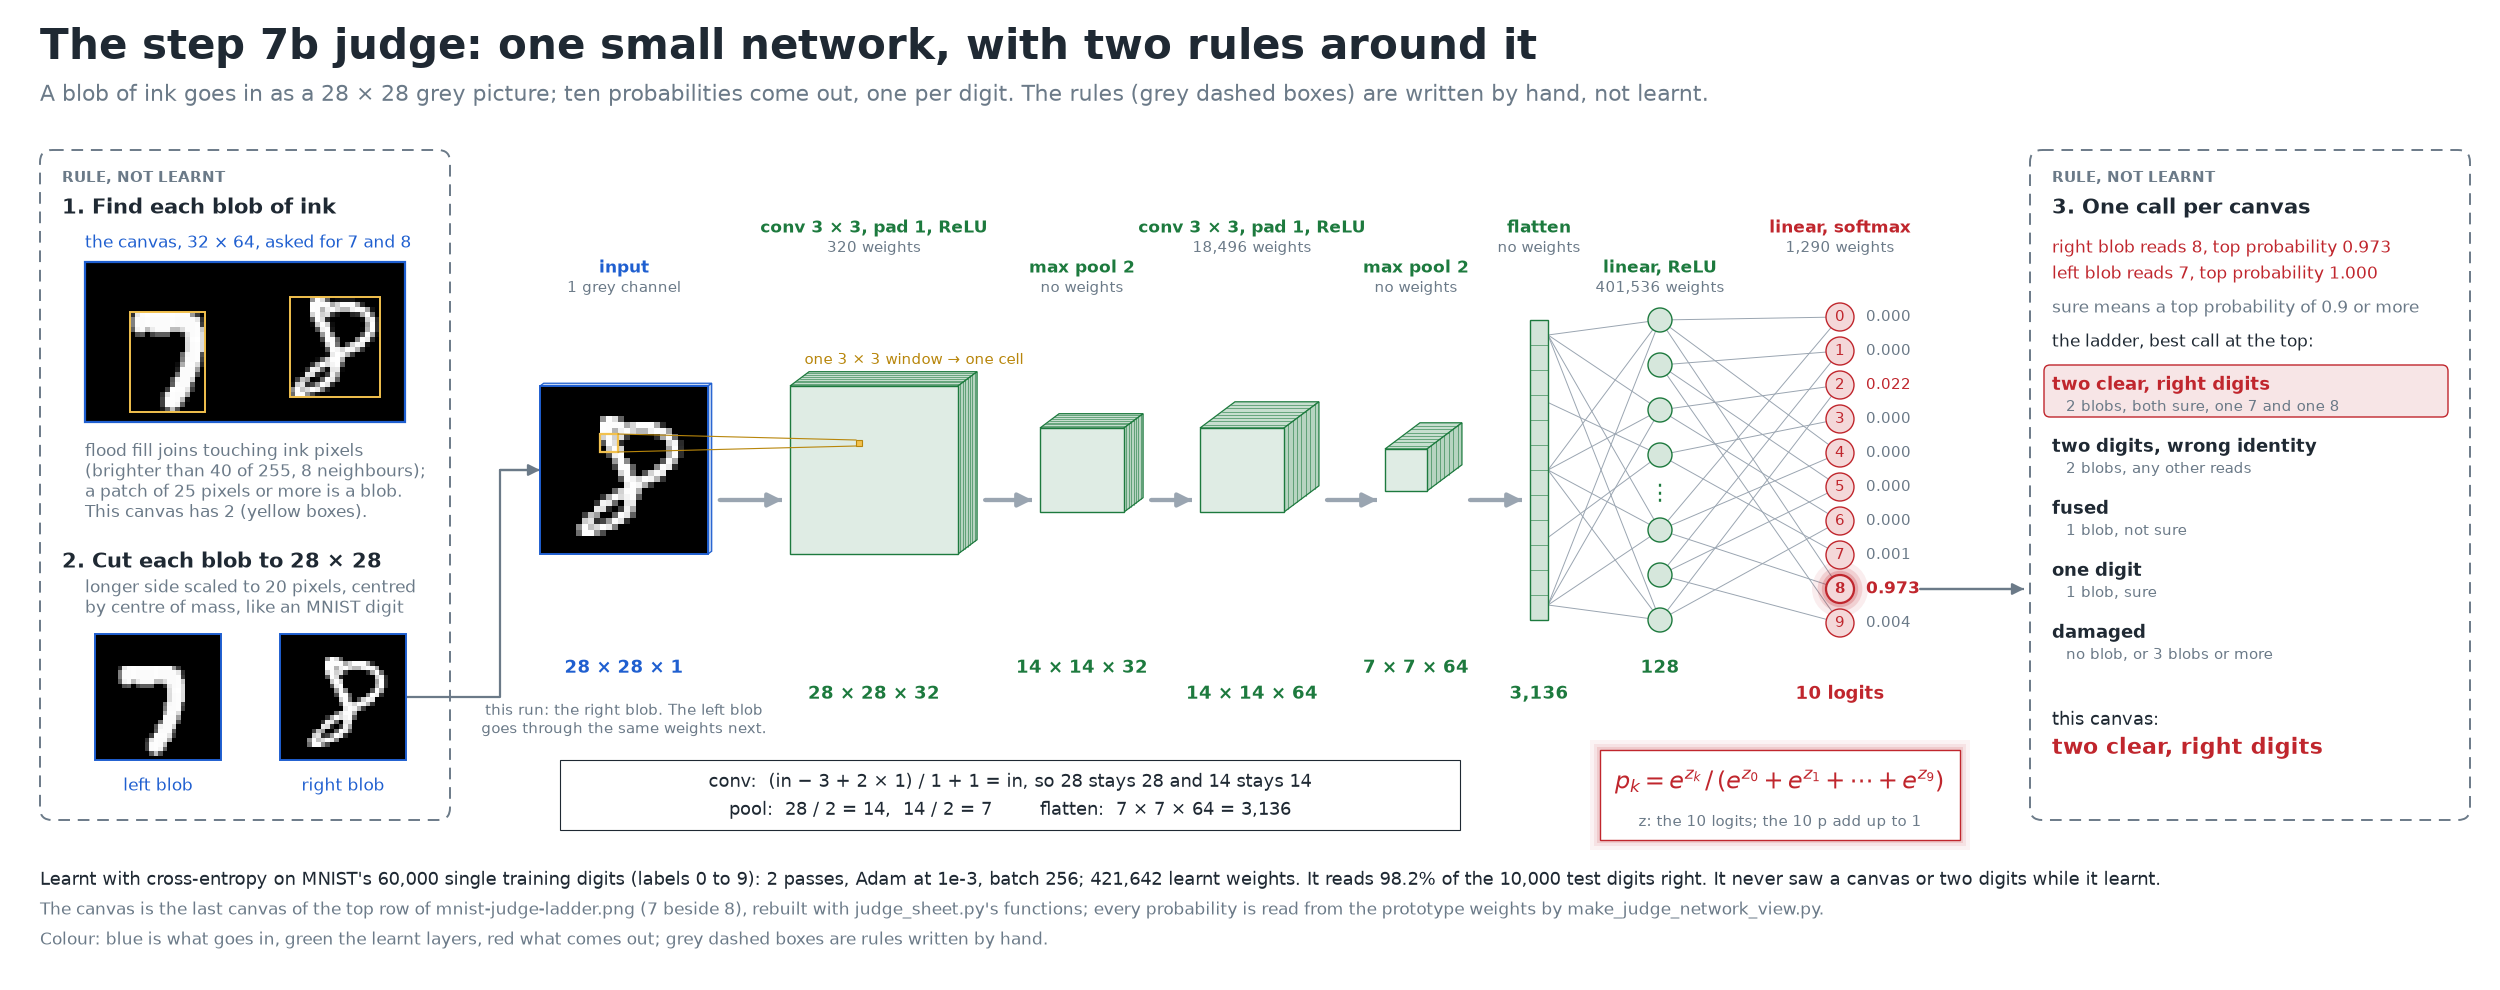 The step 7b judge: one small network, with two rules around it
A blob of ink goes in as a 28 × 28 grey picture; ten probabilities come out, one per digit. The rules (grey dashed boxes) are written by hand, not learnt.
RULE, NOT LEARNT
1. Find each blob of ink
the canvas, 32 × 64, asked for 7 and 8
flood fill joins touching ink pixels
(brighter than 40 of 255, 8 neighbours);
a patch of 25 pixels or more is a blob.
This canvas has 2 (yellow boxes).
2. Cut each blob to 28 × 28
longer side scaled to 20 pixels, centred
by centre of mass, like an MNIST digit
left blob
right blob
input
1 grey channel
28 × 28 × 1
this run: the right blob. The left blob
goes through the same weights next.
conv 3 × 3, pad 1, ReLU
320 weights
one 3 × 3 window → one cell
28 × 28 × 32
max pool 2
no weights
14 × 14 × 32
conv 3 × 3, pad 1, ReLU
18,496 weights
14 × 14 × 64
max pool 2
no weights
7 × 7 × 64
flatten
no weights
3,136
linear, ReLU
401,536 weights
⋮
128
linear, softmax
1,290 weights
0 0.000
1 0.000
2 0.022
3 0.000
4 0.000
5 0.000
6 0.000
7 0.001
8 0.973
9 0.004
10 logits
conv: (in − 3 + 2 × 1) / 1 + 1 = in, so 28 stays 28 and 14 stays 14
pool: 28 / 2 = 14, 14 / 2 = 7 flatten: 7 × 7 × 64 = 3,136
p_k = e^{z_k} / (e^{z_0} + e^{z_1} + ⋯ + e^{z_9})
z: the 10 logits; the 10 p add up to 1
RULE, NOT LEARNT
3. One call per canvas
right blob reads 8, top probability 0.973
left blob reads 7, top probability 1.000
sure means a top probability of 0.9 or more
the ladder, best call at the top:
two clear, right digits
2 blobs, both sure, one 7 and one 8
two digits, wrong identity
2 blobs, any other reads
fused
1 blob, not sure
one digit
1 blob, sure
damaged
no blob, or 3 blobs or more
this canvas:
two clear, right digits
Learnt with cross-entropy on MNIST's 60,000 single training digits (labels 0 to 9): 2 passes, Adam at 1e-3, batch 256; 421,642 learnt weights. It reads 98.2% of the 10,000 test digits right. It never saw a canvas or two digits while it learnt.
The canvas is the last canvas of the top row of mnist-judge-ladder.png (7 beside 8), rebuilt with judge_sheet.py's functions; every probability is read from the prototype weights by make_judge_network_view.py.
Colour: blue is what goes in, green the learnt layers, red what comes out; grey dashed boxes are rules written by hand.